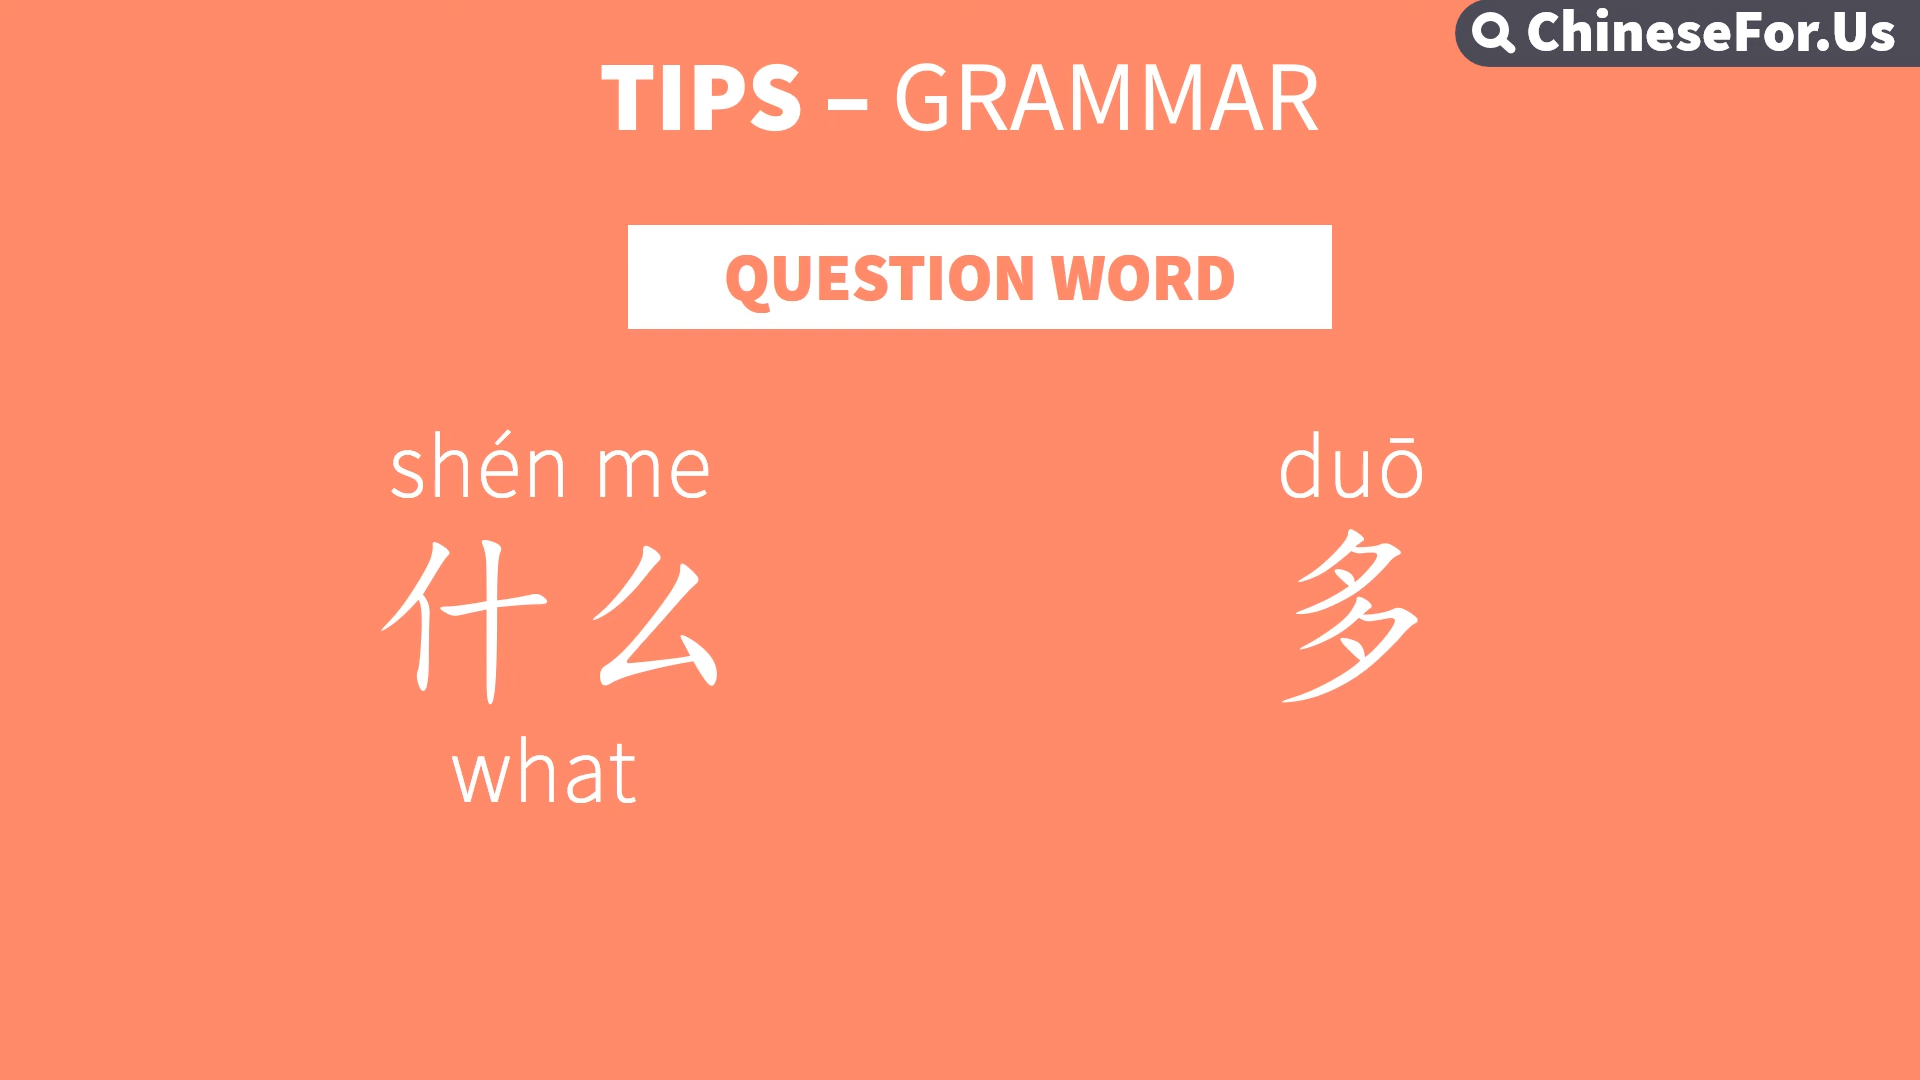 ChineseFor.Us
TIPS – GRAMMAR
QUESTION WORD
shén me
什么
what
duō
多